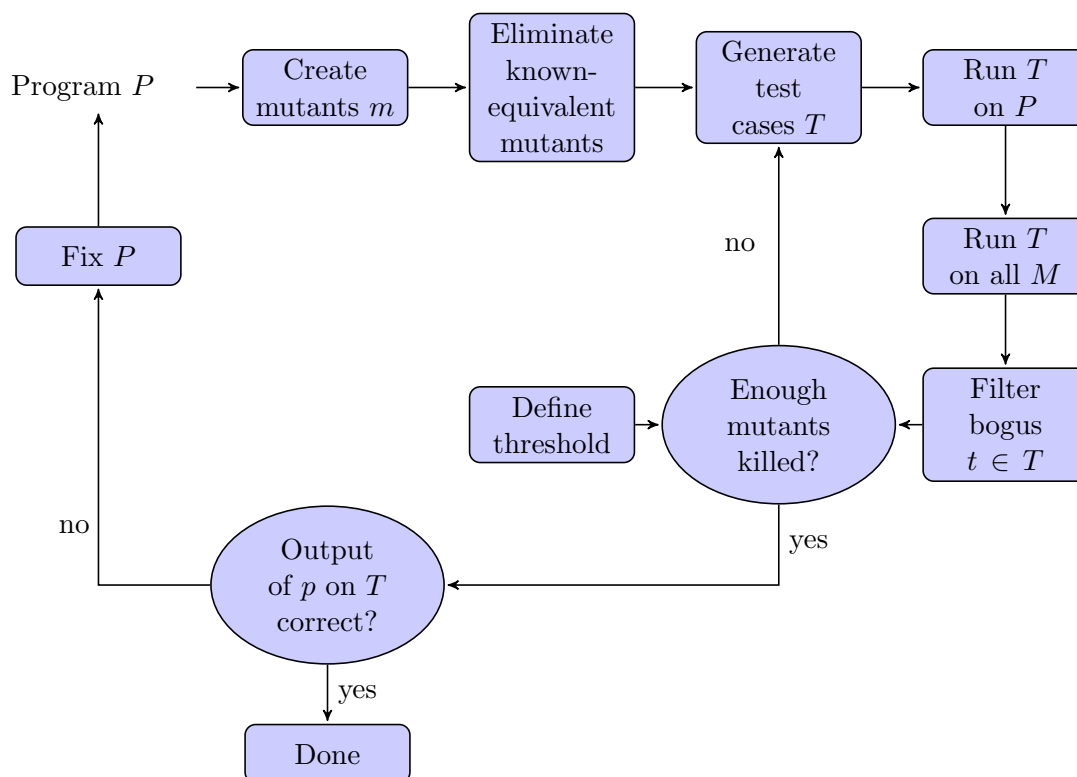 Program P
Create
mutants m
Eliminate
known-
equivalent
mutants
Generate
test
cases T
Run T
on P
Fix P
no
Run T
on all M
Define
threshold
Enough
mutants
killed?
Filter
bogus
t ∈ T
no
yes
Output
of p on T
correct?
yes
Done